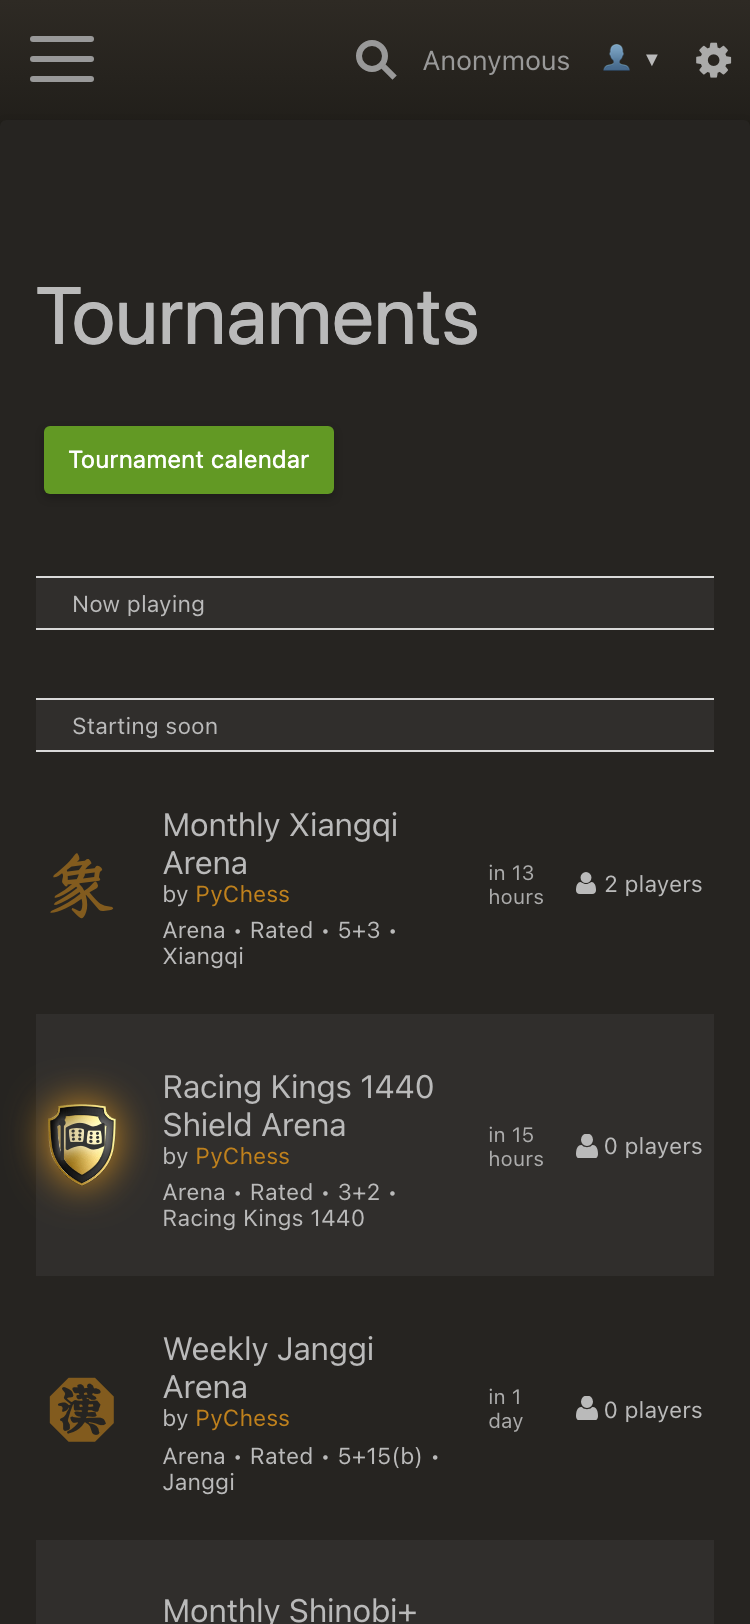 Anonymous
Tournaments
Tournament calendar
Now playing
Starting soon
象
Monthly Xiangqi
Arena
by PyChess
Arena • Rated • 5+3 •
Xiangqi
in 13
hours
2 players
Racing Kings 1440
Shield Arena
by PyChess
Arena • Rated • 3+2 •
Racing Kings 1440
in 15
hours
0 players
漢
Weekly Janggi
Arena
by PyChess
Arena • Rated • 5+15(b) •
Janggi
in 1
day
0 players
Monthly Shinobi+